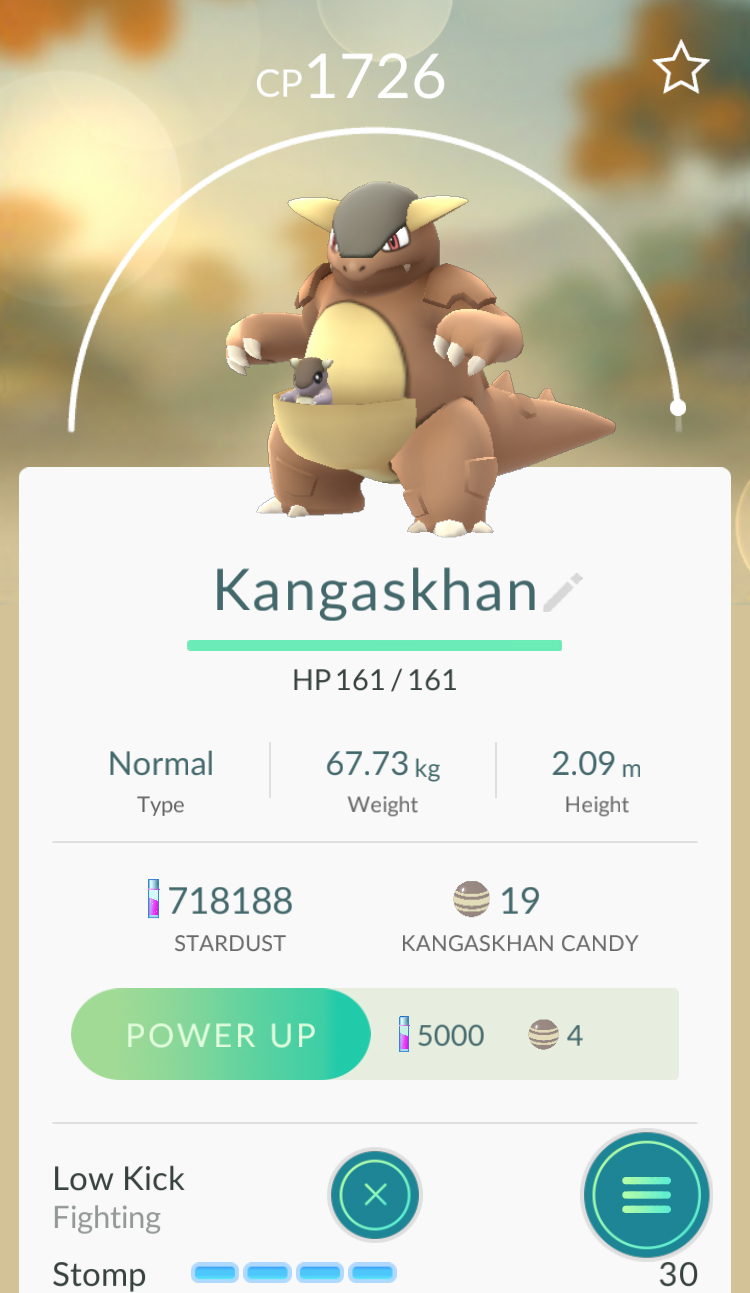 CP1726
Kangaskhan
HP 161 / 161
Normal 67.73 kg 2.09 m
Type Weight Height
718188 19
STARDUST KANGASKHAN CANDY
POWER UP 5000 4
Low Kick
Fighting
Stomp 30